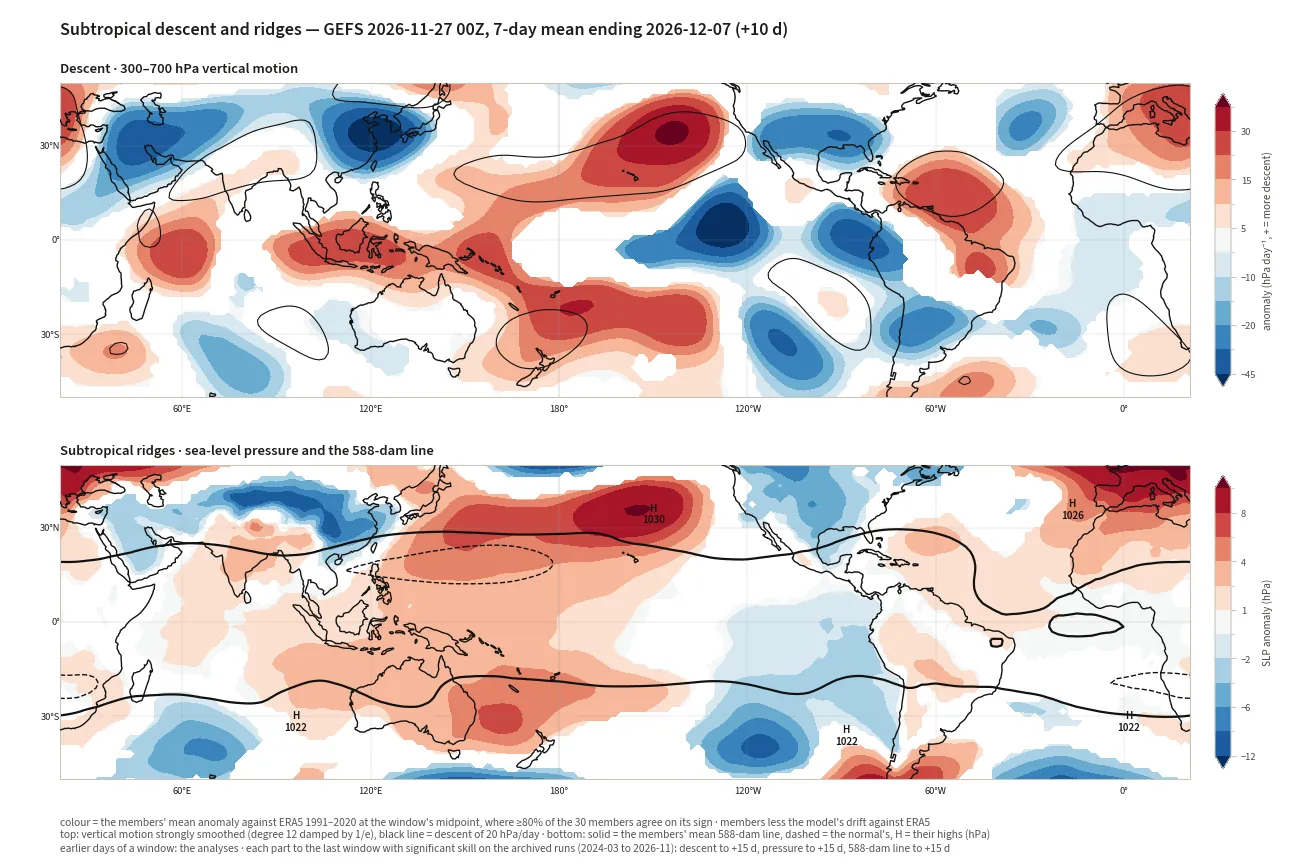 Subtropical descent and ridges — GEFS 2026-11-27 00Z, 7-day mean ending 2026-12-07 (+10 d)
Descent · 300–700 hPa vertical motion
30°N
0°
30°S
60°E
120°E
180°
120°W
60°W
0°
30
15
5
−10
−20
−45
anomaly (hPa day⁻¹, + = more descent)
Subtropical ridges · sea-level pressure and the 588-dam line
H
1030
H
1026
H
1022
H
1022
H
1022
30°N
0°
30°S
60°E
120°E
180°
120°W
60°W
0°
8
4
1
−2
−6
−12
SLP anomaly (hPa)
colour = the members' mean anomaly against ERA5 1991–2020 at the window's midpoint, where ≥80% of the 30 members agree on its sign · members less the model's drift against ERA5
top: vertical motion strongly smoothed (degree 12 damped by 1/e), black line = descent of 20 hPa/day · bottom: solid = the members' mean 588-dam line, dashed = the normal's, H = their highs (hPa)
earlier days of a window: the analyses · each part to the last window with significant skill on the archived runs (2024-03 to 2026-11): descent to +15 d, pressure to +15 d, 588-dam line to +15 d